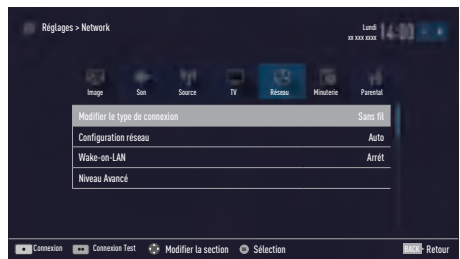 Réglages > Network
Lundi
xx xxx xxxx
14:00
Image Son Source TV Réseau Minuterie Parental
Modifier le type de connexion Sans fil
Configuration réseau Auto
Wake-on-LAN Arrét
Niveau Avancé
Connexion Connexion Test Modifier la section Sélection BACK Retour